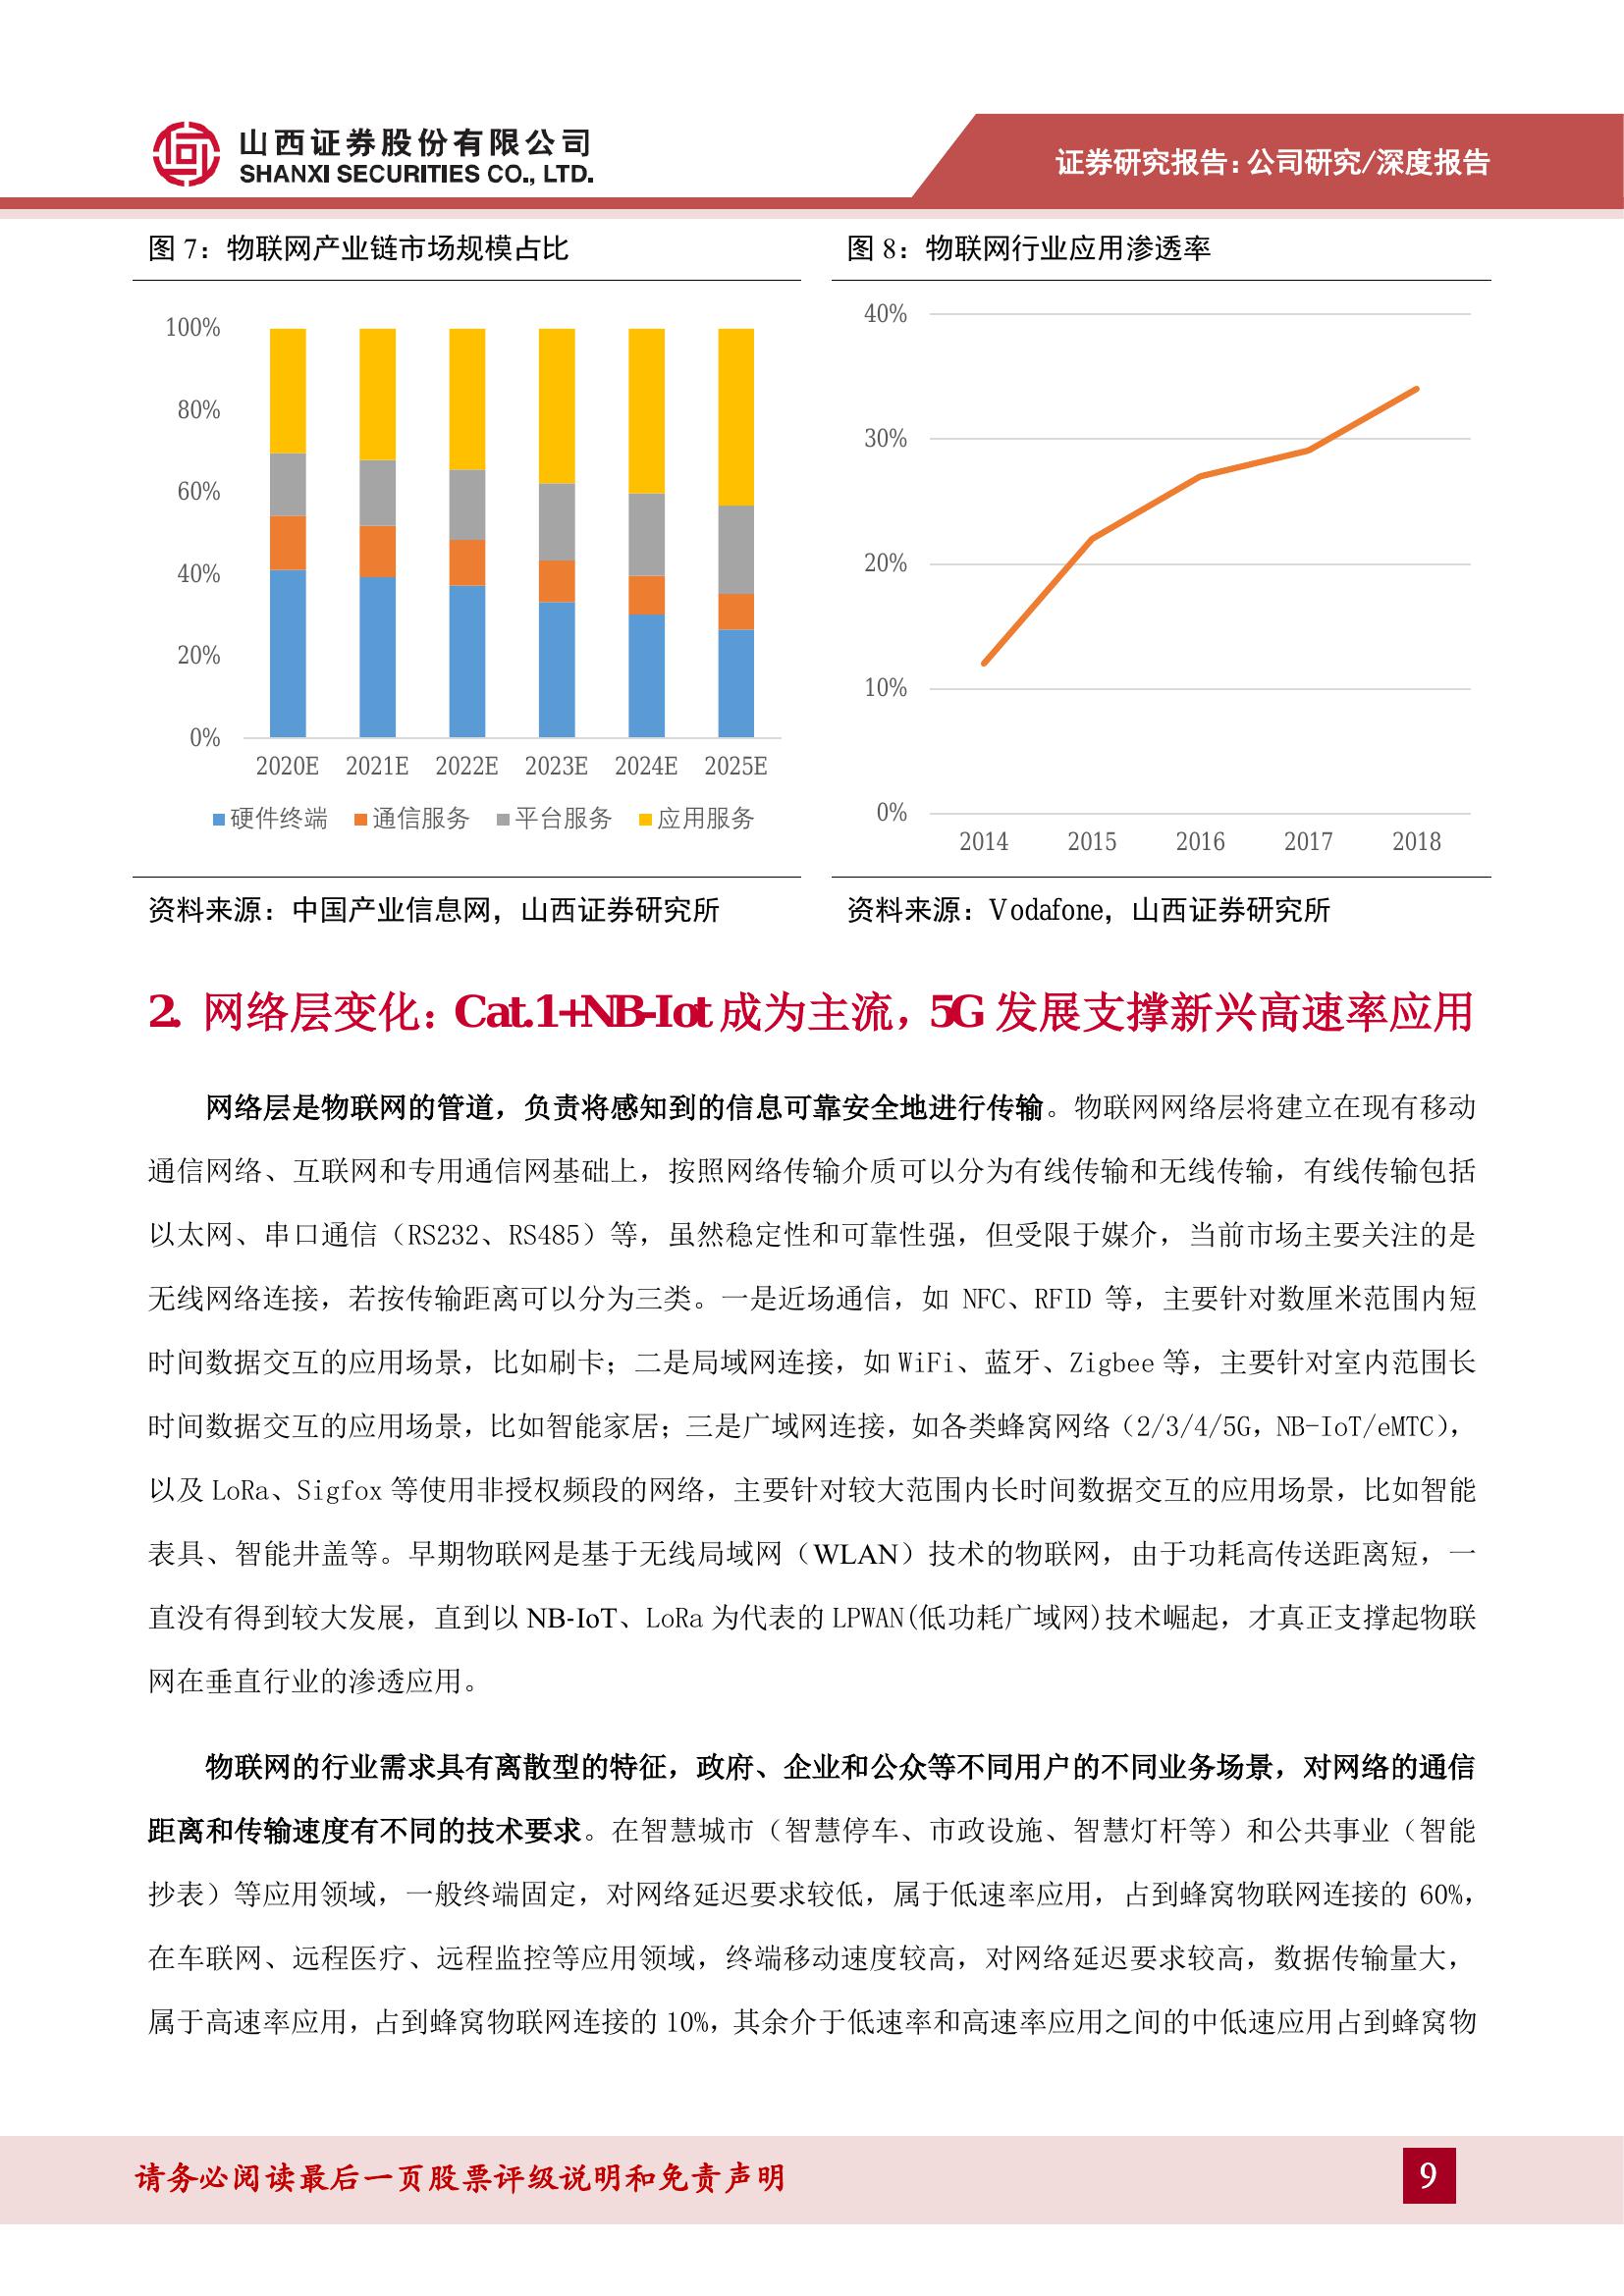 山西证券股份有限公司
SHANXI SECURITIES CO., LTD.
证券研究报告：公司研究/深度报告
图 7：物联网产业链市场规模占比
100%
80%
60%
40%
20%
0%
2020E 2021E 2022E 2023E 2024E 2025E
硬件终端 通信服务 平台服务 应用服务
资料来源：中国产业信息网，山西证券研究所
图 8：物联网行业应用渗透率
40%
30%
20%
10%
0%
2014 2015 2016 2017 2018
资料来源：Vodafone，山西证券研究所
2. 网络层变化：Cat.1+NB-Iot 成为主流，5G 发展支撑新兴高速率应用
网络层是物联网的管道，负责将感知到的信息可靠安全地进行传输。物联网网络层将建立在现有移动
通信网络、互联网和专用通信网基础上，按照网络传输介质可以分为有线传输和无线传输，有线传输包括
以太网、串口通信（RS232、RS485）等，虽然稳定性和可靠性强，但受限于媒介，当前市场主要关注的是
无线网络连接，若按传输距离可以分为三类。一是近场通信，如 NFC、RFID 等，主要针对数厘米范围内短
时间数据交互的应用场景，比如刷卡；二是局域网连接，如 WiFi、蓝牙、Zigbee 等，主要针对室内范围长
时间数据交互的应用场景，比如智能家居；三是广域网连接，如各类蜂窝网络（2/3/4/5G，NB-IoT/eMTC），
以及 LoRa、Sigfox 等使用非授权频段的网络，主要针对较大范围内长时间数据交互的应用场景，比如智能
表具、智能井盖等。早期物联网是基于无线局域网（WLAN）技术的物联网，由于功耗高传送距离短，一
直没有得到较大发展，直到以 NB-IoT、LoRa 为代表的 LPWAN(低功耗广域网)技术崛起，才真正支撑起物联
网在垂直行业的渗透应用。
物联网的行业需求具有离散型的特征，政府、企业和公众等不同用户的不同业务场景，对网络的通信
距离和传输速度有不同的技术要求。在智慧城市（智慧停车、市政设施、智慧灯杆等）和公共事业（智能
抄表）等应用领域，一般终端固定，对网络延迟要求较低，属于低速率应用，占到蜂窝物联网连接的 60%，
在车联网、远程医疗、远程监控等应用领域，终端移动速度较高，对网络延迟要求较高，数据传输量大，
属于高速率应用，占到蜂窝物联网连接的 10%，其余介于低速率和高速率应用之间的中低速应用占到蜂窝物
请务必阅读最后一页股票评级说明和免责声明
9